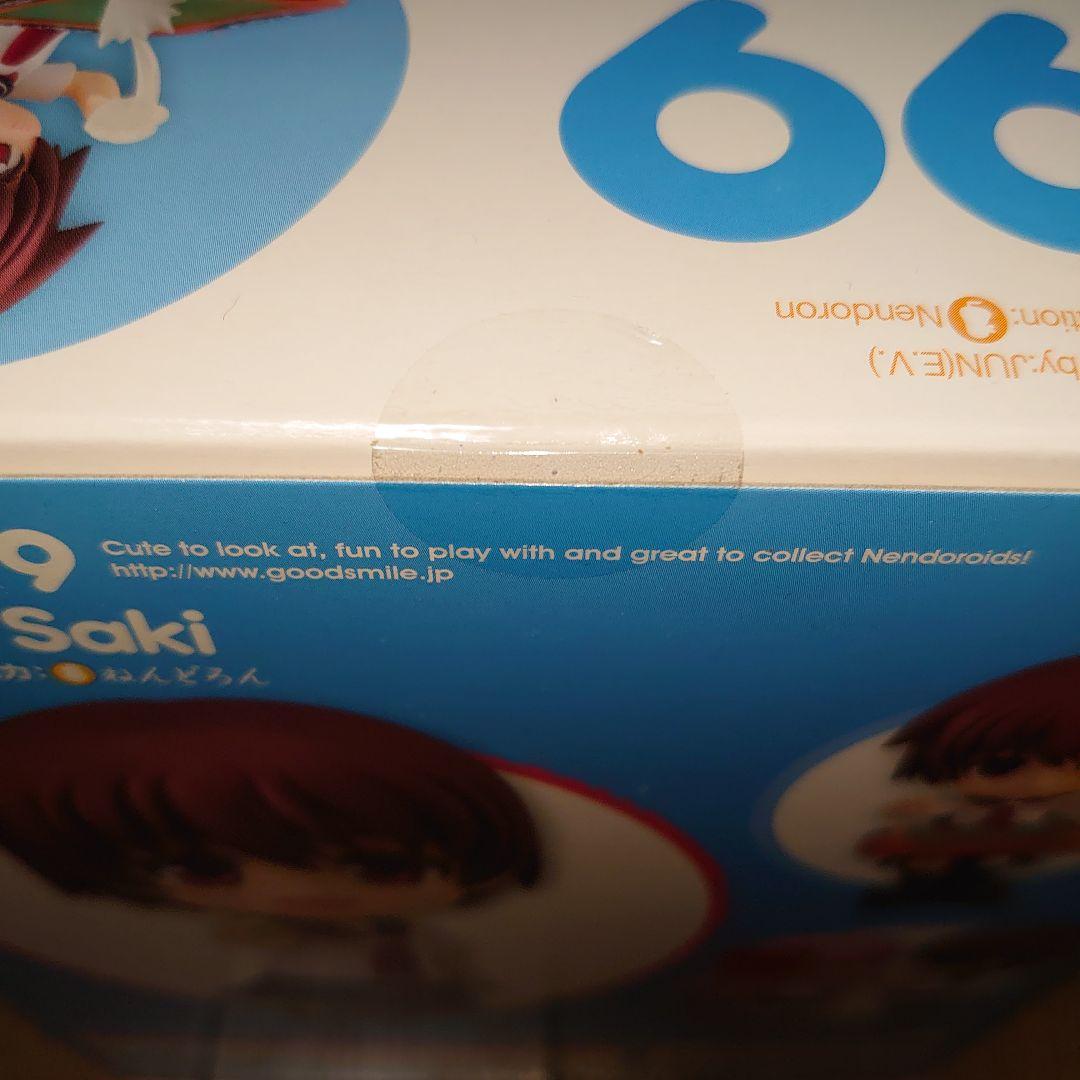 by:JUN(E.V.)
tion: Nendoron
99
9
Cute to look at, fun to play with and great to collect Nendoroids!
http://www.goodsmile.jp
Saki
力:ねんどろん